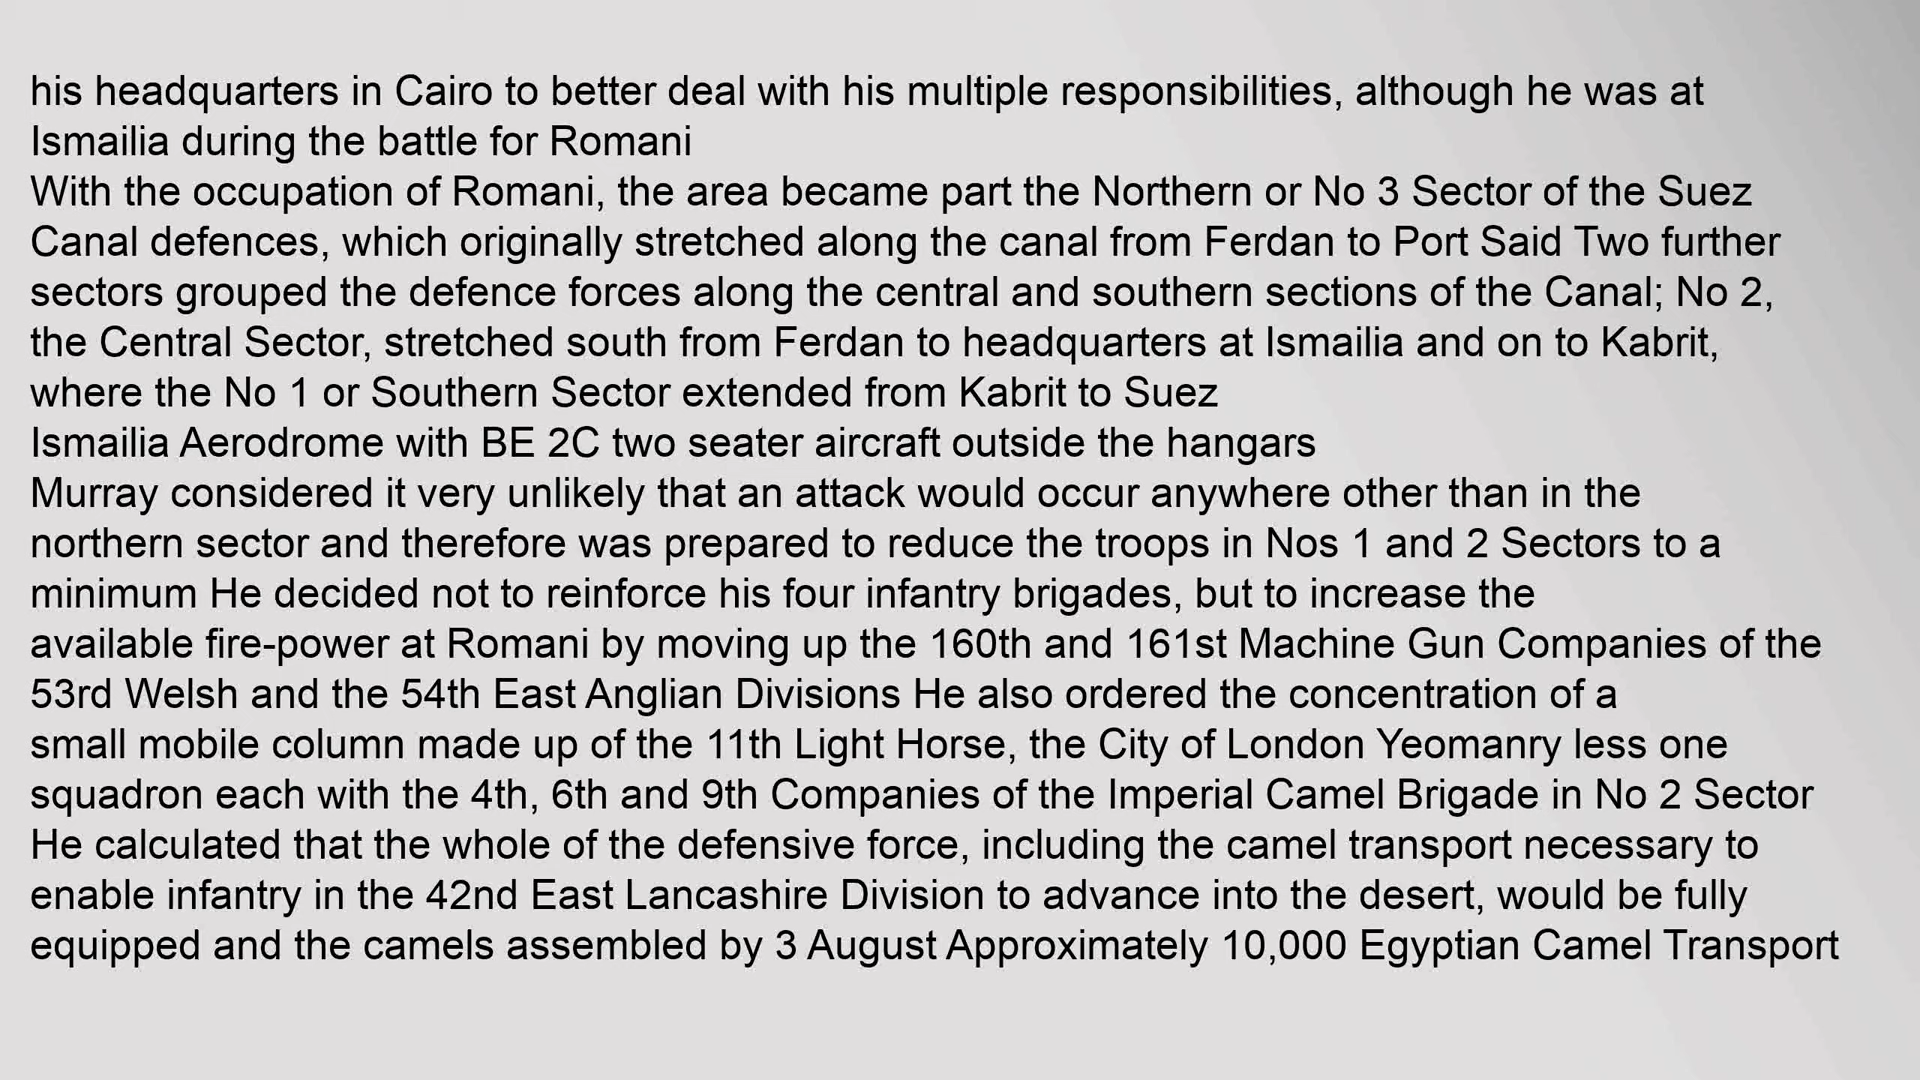 his headquarters in Cairo to better deal with his multiple responsibilities, although he was at
Ismailia during the battle for Romani
With the occupation of Romani, the area became part the Northern or No 3 Sector of the Suez
Canal defences, which originally stretched along the canal from Ferdan to Port Said Two further
sectors grouped the defence forces along the central and southern sections of the Canal; No 2,
the Central Sector, stretched south from Ferdan to headquarters at Ismailia and on to Kabrit,
where the No 1 or Southern Sector extended from Kabrit to Suez
Ismailia Aerodrome with BE 2C two seater aircraft outside the hangars
Murray considered it very unlikely that an attack would occur anywhere other than in the
northern sector and therefore was prepared to reduce the troops in Nos 1 and 2 Sectors to a
minimum He decided not to reinforce his four infantry brigades, but to increase the
available fire-power at Romani by moving up the 160th and 161st Machine Gun Companies of the
53rd Welsh and the 54th East Anglian Divisions He also ordered the concentration of a
small mobile column made up of the 11th Light Horse, the City of London Yeomanry less one
squadron each with the 4th, 6th and 9th Companies of the Imperial Camel Brigade in No 2 Sector
He calculated that the whole of the defensive force, including the camel transport necessary to
enable infantry in the 42nd East Lancashire Division to advance into the desert, would be fully
equipped and the camels assembled by 3 August Approximately 10,000 Egyptian Camel Transport